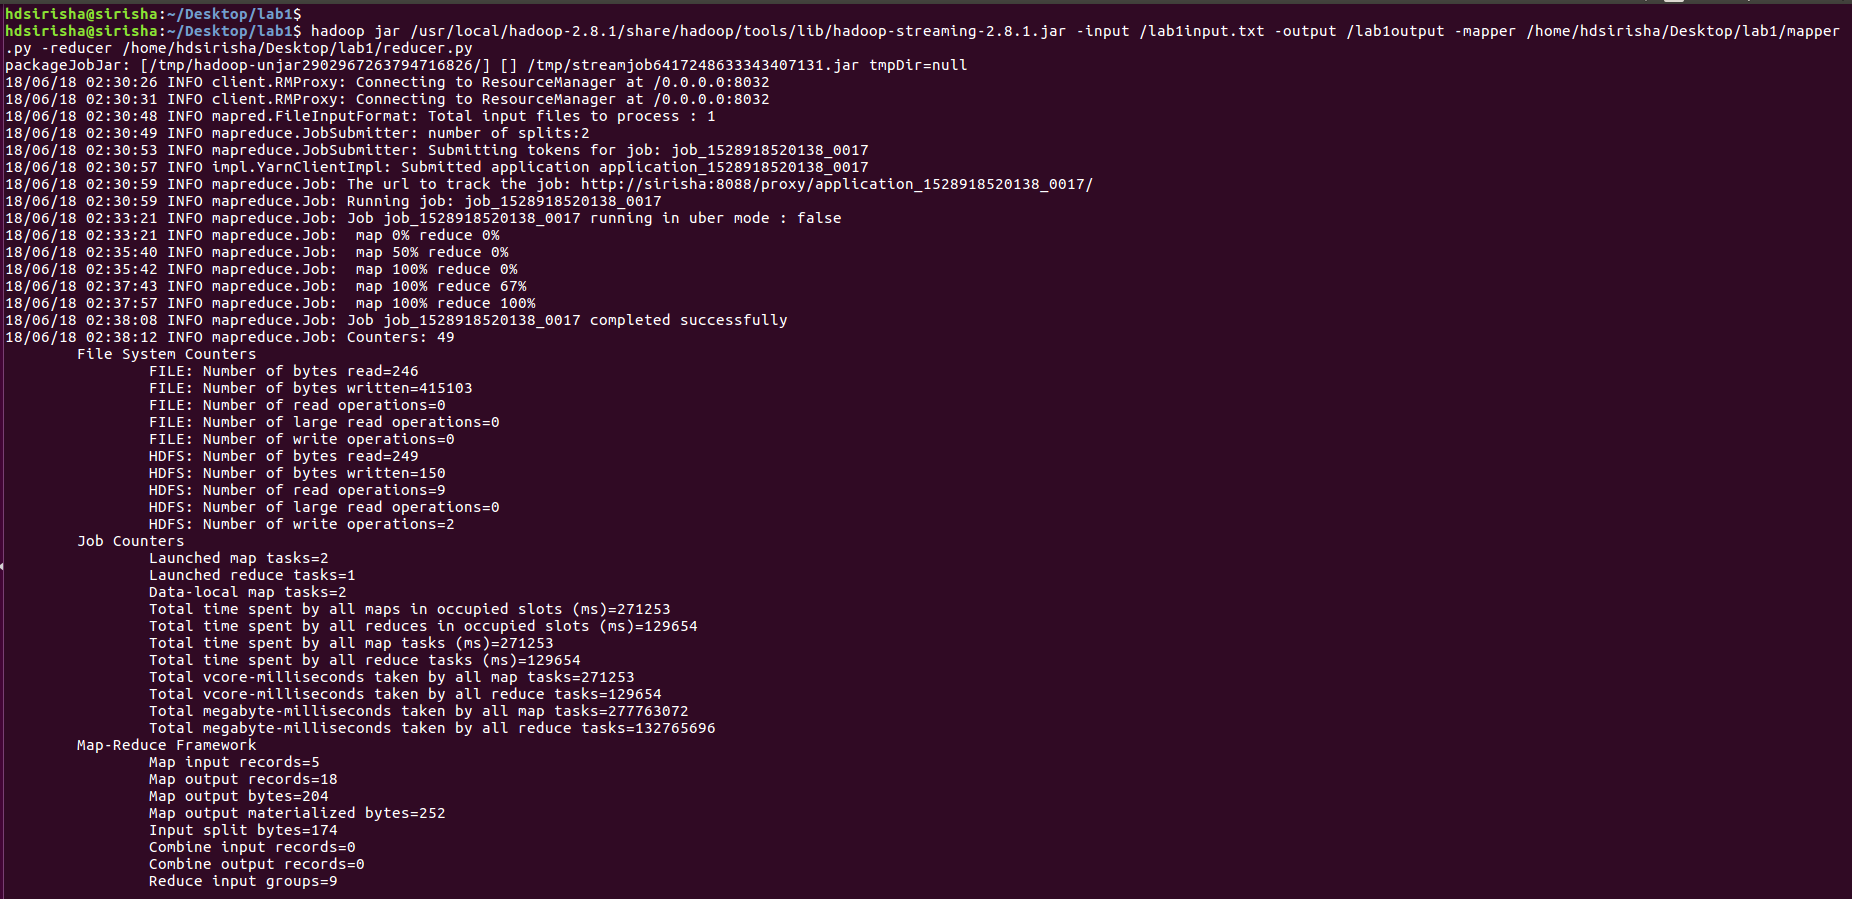 hdsirisha@sirisha:~/Desktop/lab1$
hdsirisha@sirisha:~/Desktop/lab1$ hadoop jar /usr/local/hadoop-2.8.1/share/hadoop/tools/lib/hadoop-streaming-2.8.1.jar -input /lab1input.txt -output /lab1output -mapper /home/hdsirisha/Desktop/lab1/mapper
.py -reducer /home/hdsirisha/Desktop/lab1/reducer.py
packageJobJar: [/tmp/hadoop-unjar2902967263794716826/] [] /tmp/streamjob6417248633343407131.jar tmpDir=null
18/06/18 02:30:26 INFO client.RMProxy: Connecting to ResourceManager at /0.0.0.0:8032
18/06/18 02:30:31 INFO client.RMProxy: Connecting to ResourceManager at /0.0.0.0:8032
18/06/18 02:30:48 INFO mapred.FileInputFormat: Total input files to process : 1
18/06/18 02:30:49 INFO mapreduce.JobSubmitter: number of splits:2
18/06/18 02:30:53 INFO mapreduce.JobSubmitter: Submitting tokens for job: job_1528918520138_0017
18/06/18 02:30:57 INFO impl.YarnClientImpl: Submitted application application_1528918520138_0017
18/06/18 02:30:59 INFO mapreduce.Job: The url to track the job: http://sirisha:8088/proxy/application_1528918520138_0017/
18/06/18 02:30:59 INFO mapreduce.Job: Running job: job_1528918520138_0017
18/06/18 02:33:21 INFO mapreduce.Job: Job job_1528918520138_0017 running in uber mode : false
18/06/18 02:33:21 INFO mapreduce.Job:  map 0% reduce 0%
18/06/18 02:35:40 INFO mapreduce.Job:  map 50% reduce 0%
18/06/18 02:35:42 INFO mapreduce.Job:  map 100% reduce 0%
18/06/18 02:37:43 INFO mapreduce.Job:  map 100% reduce 67%
18/06/18 02:37:57 INFO mapreduce.Job:  map 100% reduce 100%
18/06/18 02:38:08 INFO mapreduce.Job: Job job_1528918520138_0017 completed successfully
18/06/18 02:38:12 INFO mapreduce.Job: Counters: 49
File System Counters
FILE: Number of bytes read=246
FILE: Number of bytes written=415103
FILE: Number of read operations=0
FILE: Number of large read operations=0
FILE: Number of write operations=0
HDFS: Number of bytes read=249
HDFS: Number of bytes written=150
HDFS: Number of read operations=9
HDFS: Number of large read operations=0
HDFS: Number of write operations=2
Job Counters
Launched map tasks=2
Launched reduce tasks=1
Data-local map tasks=2
Total time spent by all maps in occupied slots (ms)=271253
Total time spent by all reduces in occupied slots (ms)=129654
Total time spent by all map tasks (ms)=271253
Total time spent by all reduce tasks (ms)=129654
Total vcore-milliseconds taken by all map tasks=271253
Total vcore-milliseconds taken by all reduce tasks=129654
Total megabyte-milliseconds taken by all map tasks=277763072
Total megabyte-milliseconds taken by all reduce tasks=132765696
Map-Reduce Framework
Map input records=5
Map output records=18
Map output bytes=204
Map output materialized bytes=252
Input split bytes=174
Combine input records=0
Combine output records=0
Reduce input groups=9